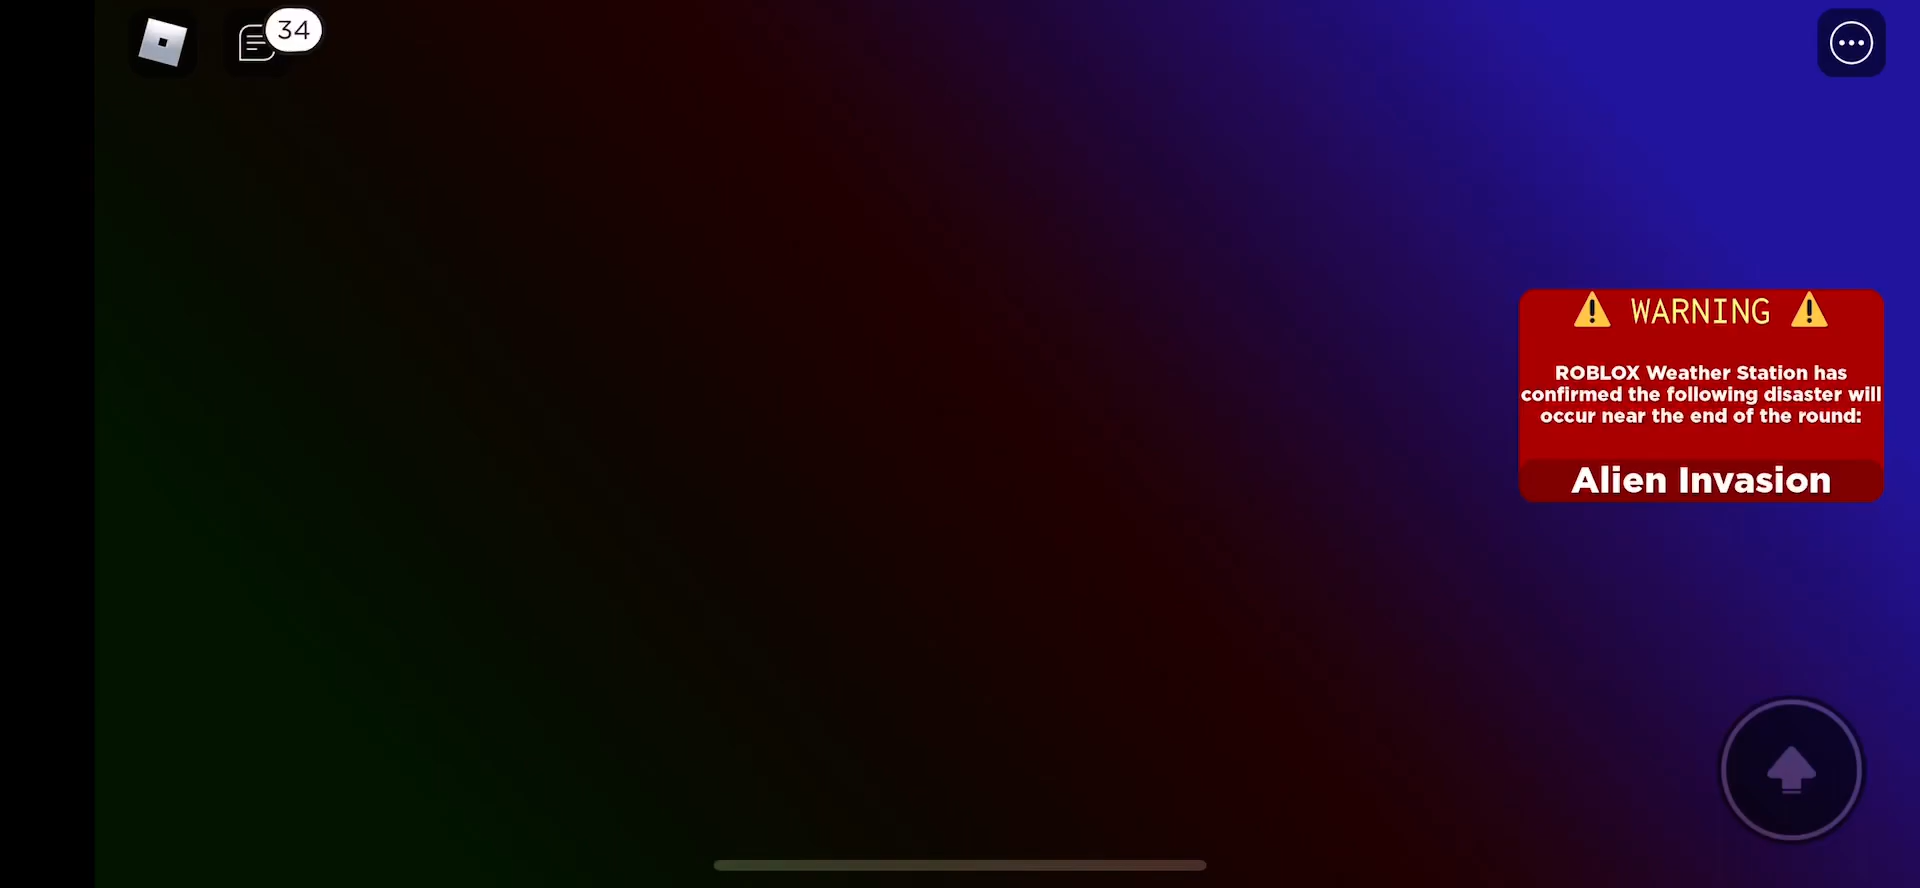 34
⚠ WARNING ⚠
ROBLOX Weather Station has
confirmed the following disaster will
occur near the end of the round:
Alien Invasion